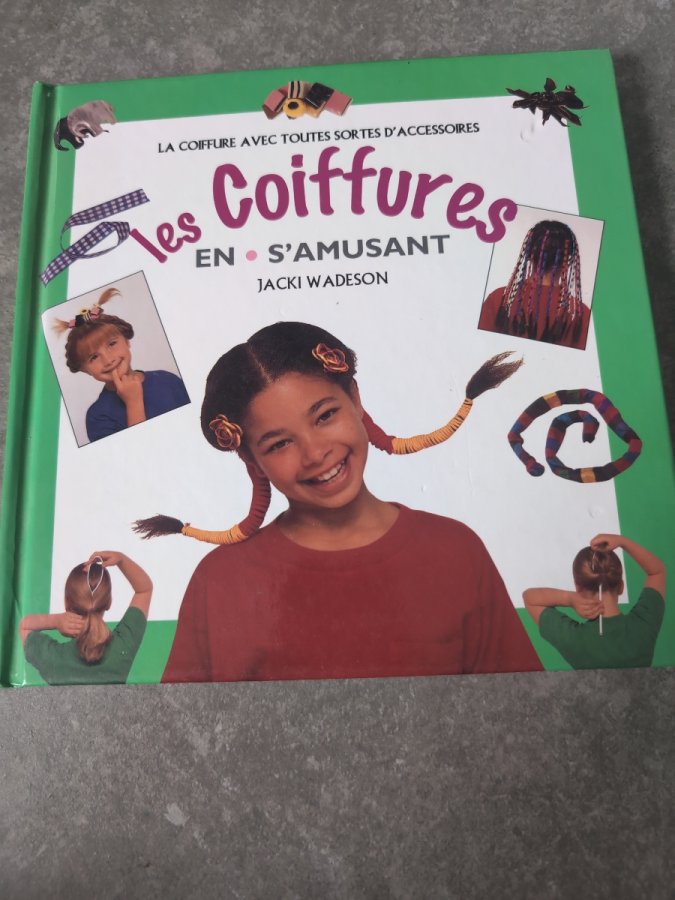 LA COIFFURE AVEC TOUTES SORTES D'ACCESSOIRES
les Coiffures
EN • S'AMUSANT
JACKI WADESON